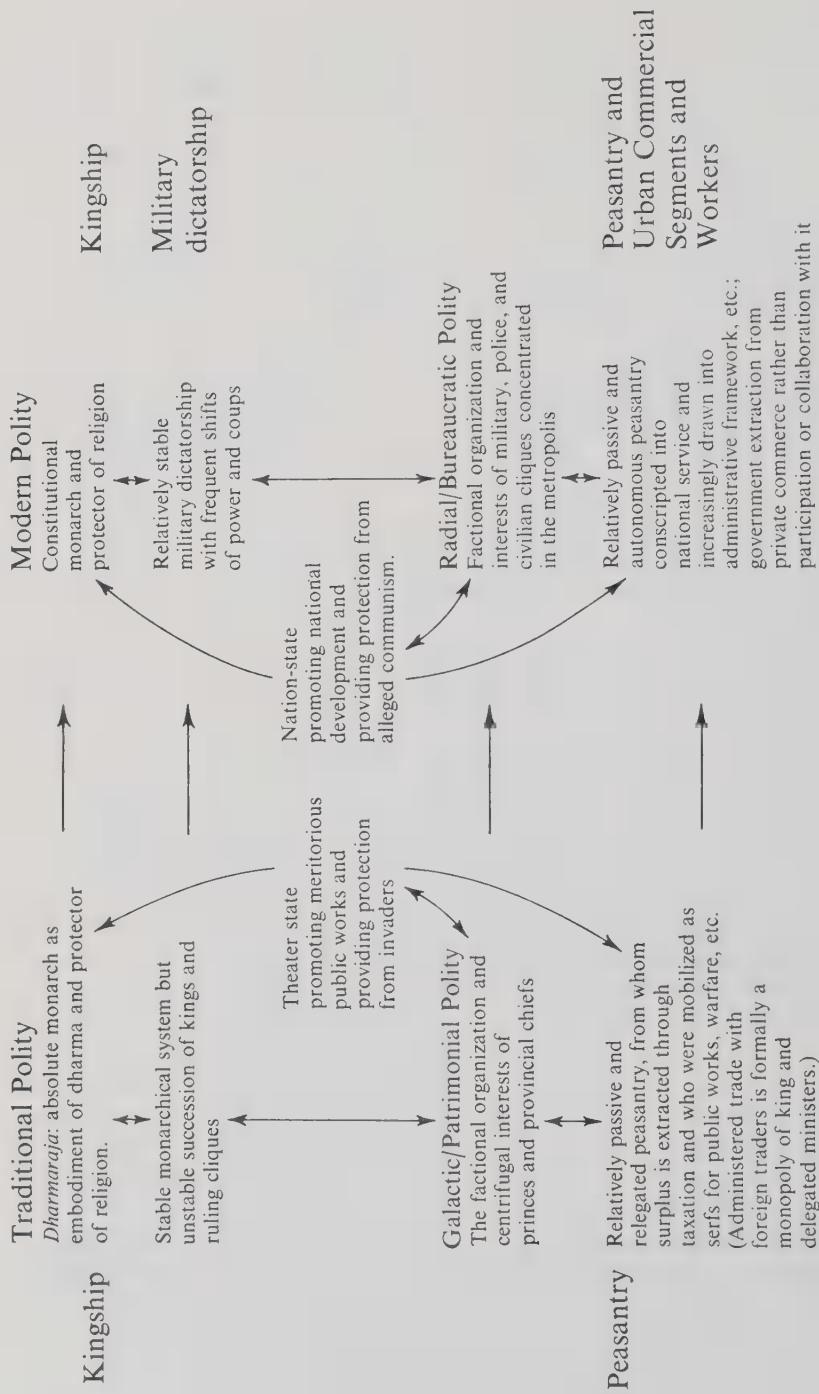 Traditional Polity
Kingship
Dharmaraja: absolute monarch as
embodiment of dharma and protector
of religion.
Stable monarchical system but
unstable succession of kings and
ruling cliques
Theater state
promoting meritorious
public works and
providing protection
from invaders
Galactic/Patrimonial Polity
The factional organization and
centrifugal interests of
princes and provincial chiefs
Peasantry
Relatively passive and
relegated peasantry, from whom
surplus is extracted through
taxation and who were mobilized as
serfs for public works, warfare, etc.
(Administered trade with
foreign traders is formally a
monopoly of king and
delegated ministers.)
Modern Polity
Constitutional
monarch and
protector of religion
Kingship
Relatively stable
military dictatorship
with frequent shifts
of power and coups
Military
dictatorship
Nation-state
promoting national
development and
providing protection from
alleged communism.
Radial/Bureaucratic Polity
Factional organization and
interests of military, police, and
civilian cliques concentrated
in the metropolis
Relatively passive and
autonomous peasantry
conscripted into
national service and
increasingly drawn into
administrative framework, etc.;
government extraction from
private commerce rather than
participation or collaboration with it
Peasantry and
Urban Commercial
Segments and
Workers